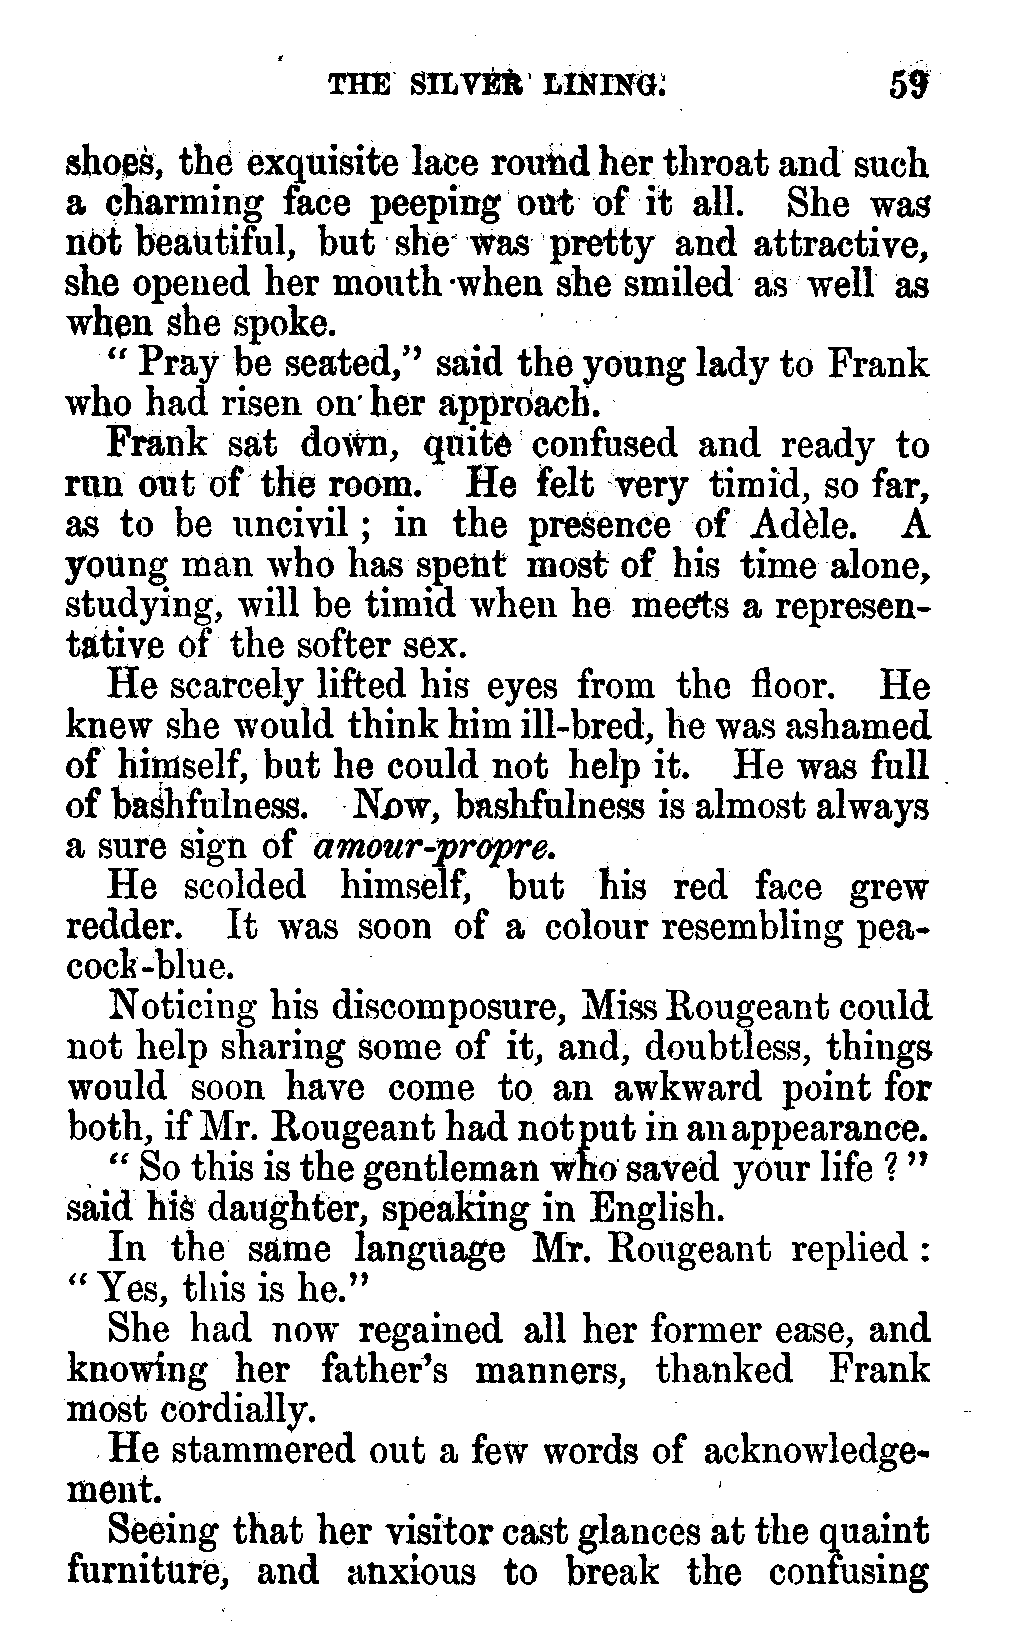 THE SILVER LINING. 59
shoes, the exquisite lace round her throat and such
a charming face peeping out of it all. She was
not beautiful, but she was pretty and attractive,
she opened her mouth when she smiled as well as
when she spoke.
“ Pray be seated,” said the young lady to Frank
who had risen on her approach.
Frank sat down, quite confused and ready to
run out of the room. He felt very timid, so far,
as to be uncivil ; in the presence of Adèle. A
young man who has spent most of his time alone,
studying, will be timid when he meets a represen-
tative of the softer sex.
He scarcely lifted his eyes from the floor. He
knew she would think him ill-bred, he was ashamed
of himself, but he could not help it. He was full
of bashfulness. Now, bashfulness is almost always
a sure sign of amour-propre.
He scolded himself, but his red face grew
redder. It was soon of a colour resembling pea-
cock-blue.
Noticing his discomposure, Miss Rougeant could
not help sharing some of it, and, doubtless, things
would soon have come to an awkward point for
both, if Mr. Rougeant had not put in an appearance.
“ So this is the gentleman who saved your life ? ”
said his daughter, speaking in English.
In the same language Mr. Rougeant replied :
“ Yes, this is he.”
She had now regained all her former ease, and
knowing her father’s manners, thanked Frank
most cordially.
He stammered out a few words of acknowledge-
ment.
Seeing that her visitor cast glances at the quaint
furniture, and anxious to break the confusing